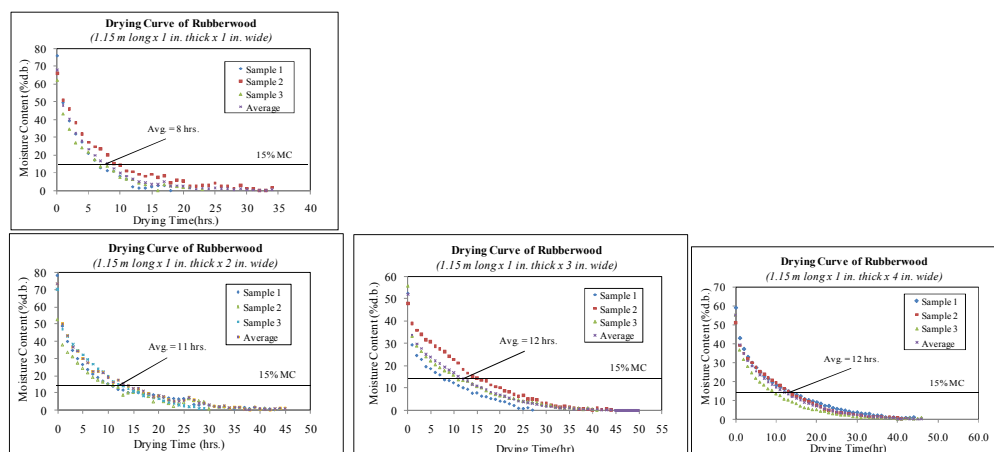 Drying Curve of Rubberwood
(1.15 m long x 1 in. thick x 1 in. wide)
Moisture Content (%d.b.)
80
70
60
50
40
30
20
10
0
Sample 1
Sample 2
Sample 3
Average
Avg. = 8 hrs.
15% MC
0 5 10 15 20 25 30 35 40
Drying Time(hrs.)
Drying Curve of Rubberwood
(1.15 m long x 1 in. thick x 2 in. wide)
Moisture Content (%d.b.)
80
70
60
50
40
30
20
10
0
Sample 1
Sample 2
Sample 3
Average
Avg. = 11 hrs.
15% MC
0 5 10 15 20 25 30 35 40 45 50
Drying Time (hrs.)
Drying Curve of Rubberwood
(1.15 m long x 1 in. thick x 3 in. wide)
Moisture Content (%d.b.)
60
50
40
30
20
10
0
Sample 1
Sample 2
Sample 3
Average
Avg. = 12 hrs.
15% MC
0 5 10 15 20 25 30 35 40 45 50 55
Drying Time(hr)
Drying Curve of Rubberwood
(1.15 m long x 1 in. thick x 4 in. wide)
Moisture Content (%d.b.)
70
60
50
40
30
20
10
0
Sample 1
Sample 2
Sample 3
Average
Avg. = 12 hrs.
15% MC
0.0 10.0 20.0 30.0 40.0 50.0 60.0
Drying Time(hr)